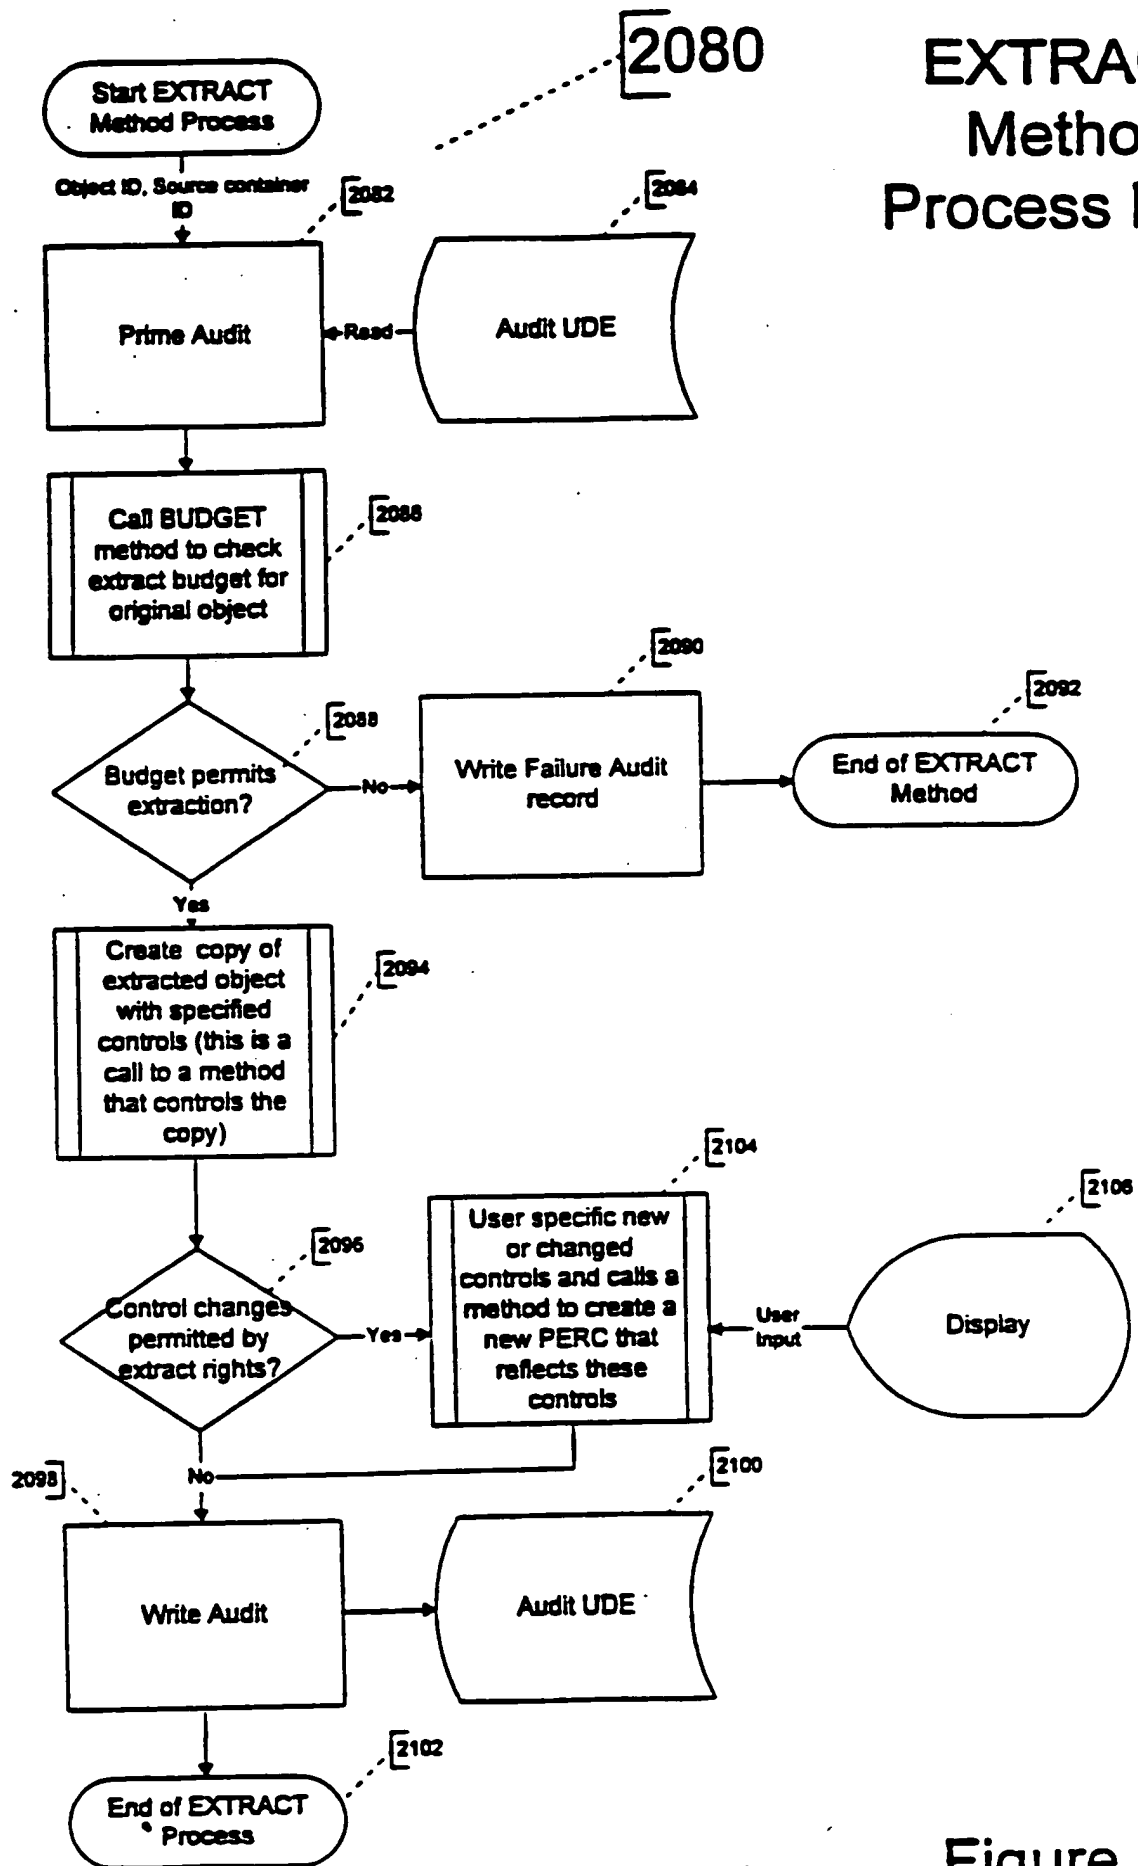 2080
EXTRAC
Metho
Process
Start EXTRACT
Method Process
Object ID, Source container
ID
2082
2084
Prime Audit
Read
Audit UDE
Call BUDGET
method to check
extract budget for
original object
2086
2088
Budget permits
extraction?
No
2090
Write Failure Audit
record
2092
End of EXTRACT
Method
Yes
Create copy of
extracted object
with specified
controls (this is a
call to a method
that controls the
copy)
2094
2096
Control changes
permitted by
extract rights?
Yes
2104
User specific new
or changed
controls and calls a
method to create a
new PERC that
reflects these
controls
User
Input
2106
Display
No
2098
Write Audit
2100
Audit UDE
2102
End of EXTRACT
Process
Figure